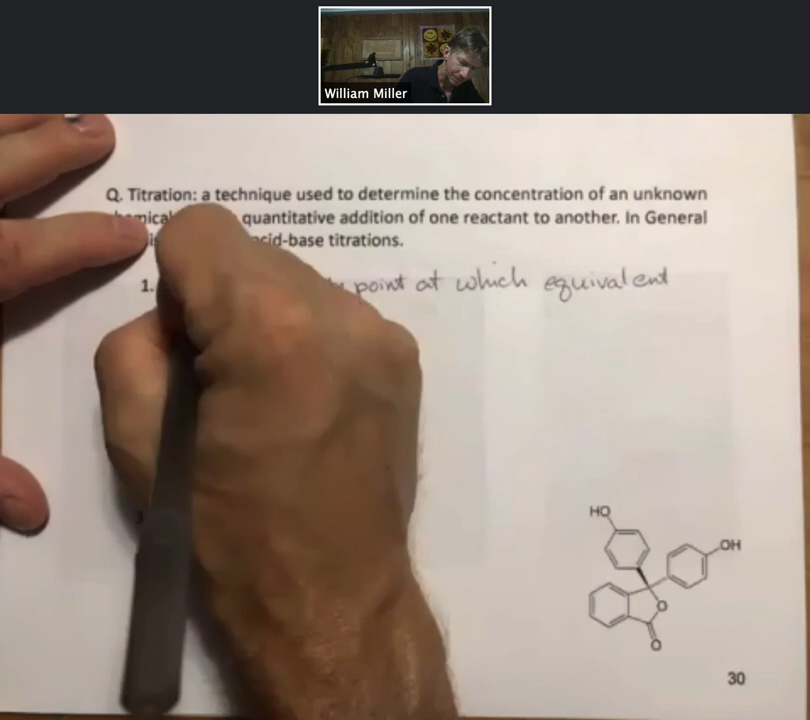 William Miller
Q. Titration: a technique used to determine the concentration of an unknown
quantitative addition of one reactant to another. In General
acid-base titrations.
1. point at which equivalent
HO
OH
O
O
30